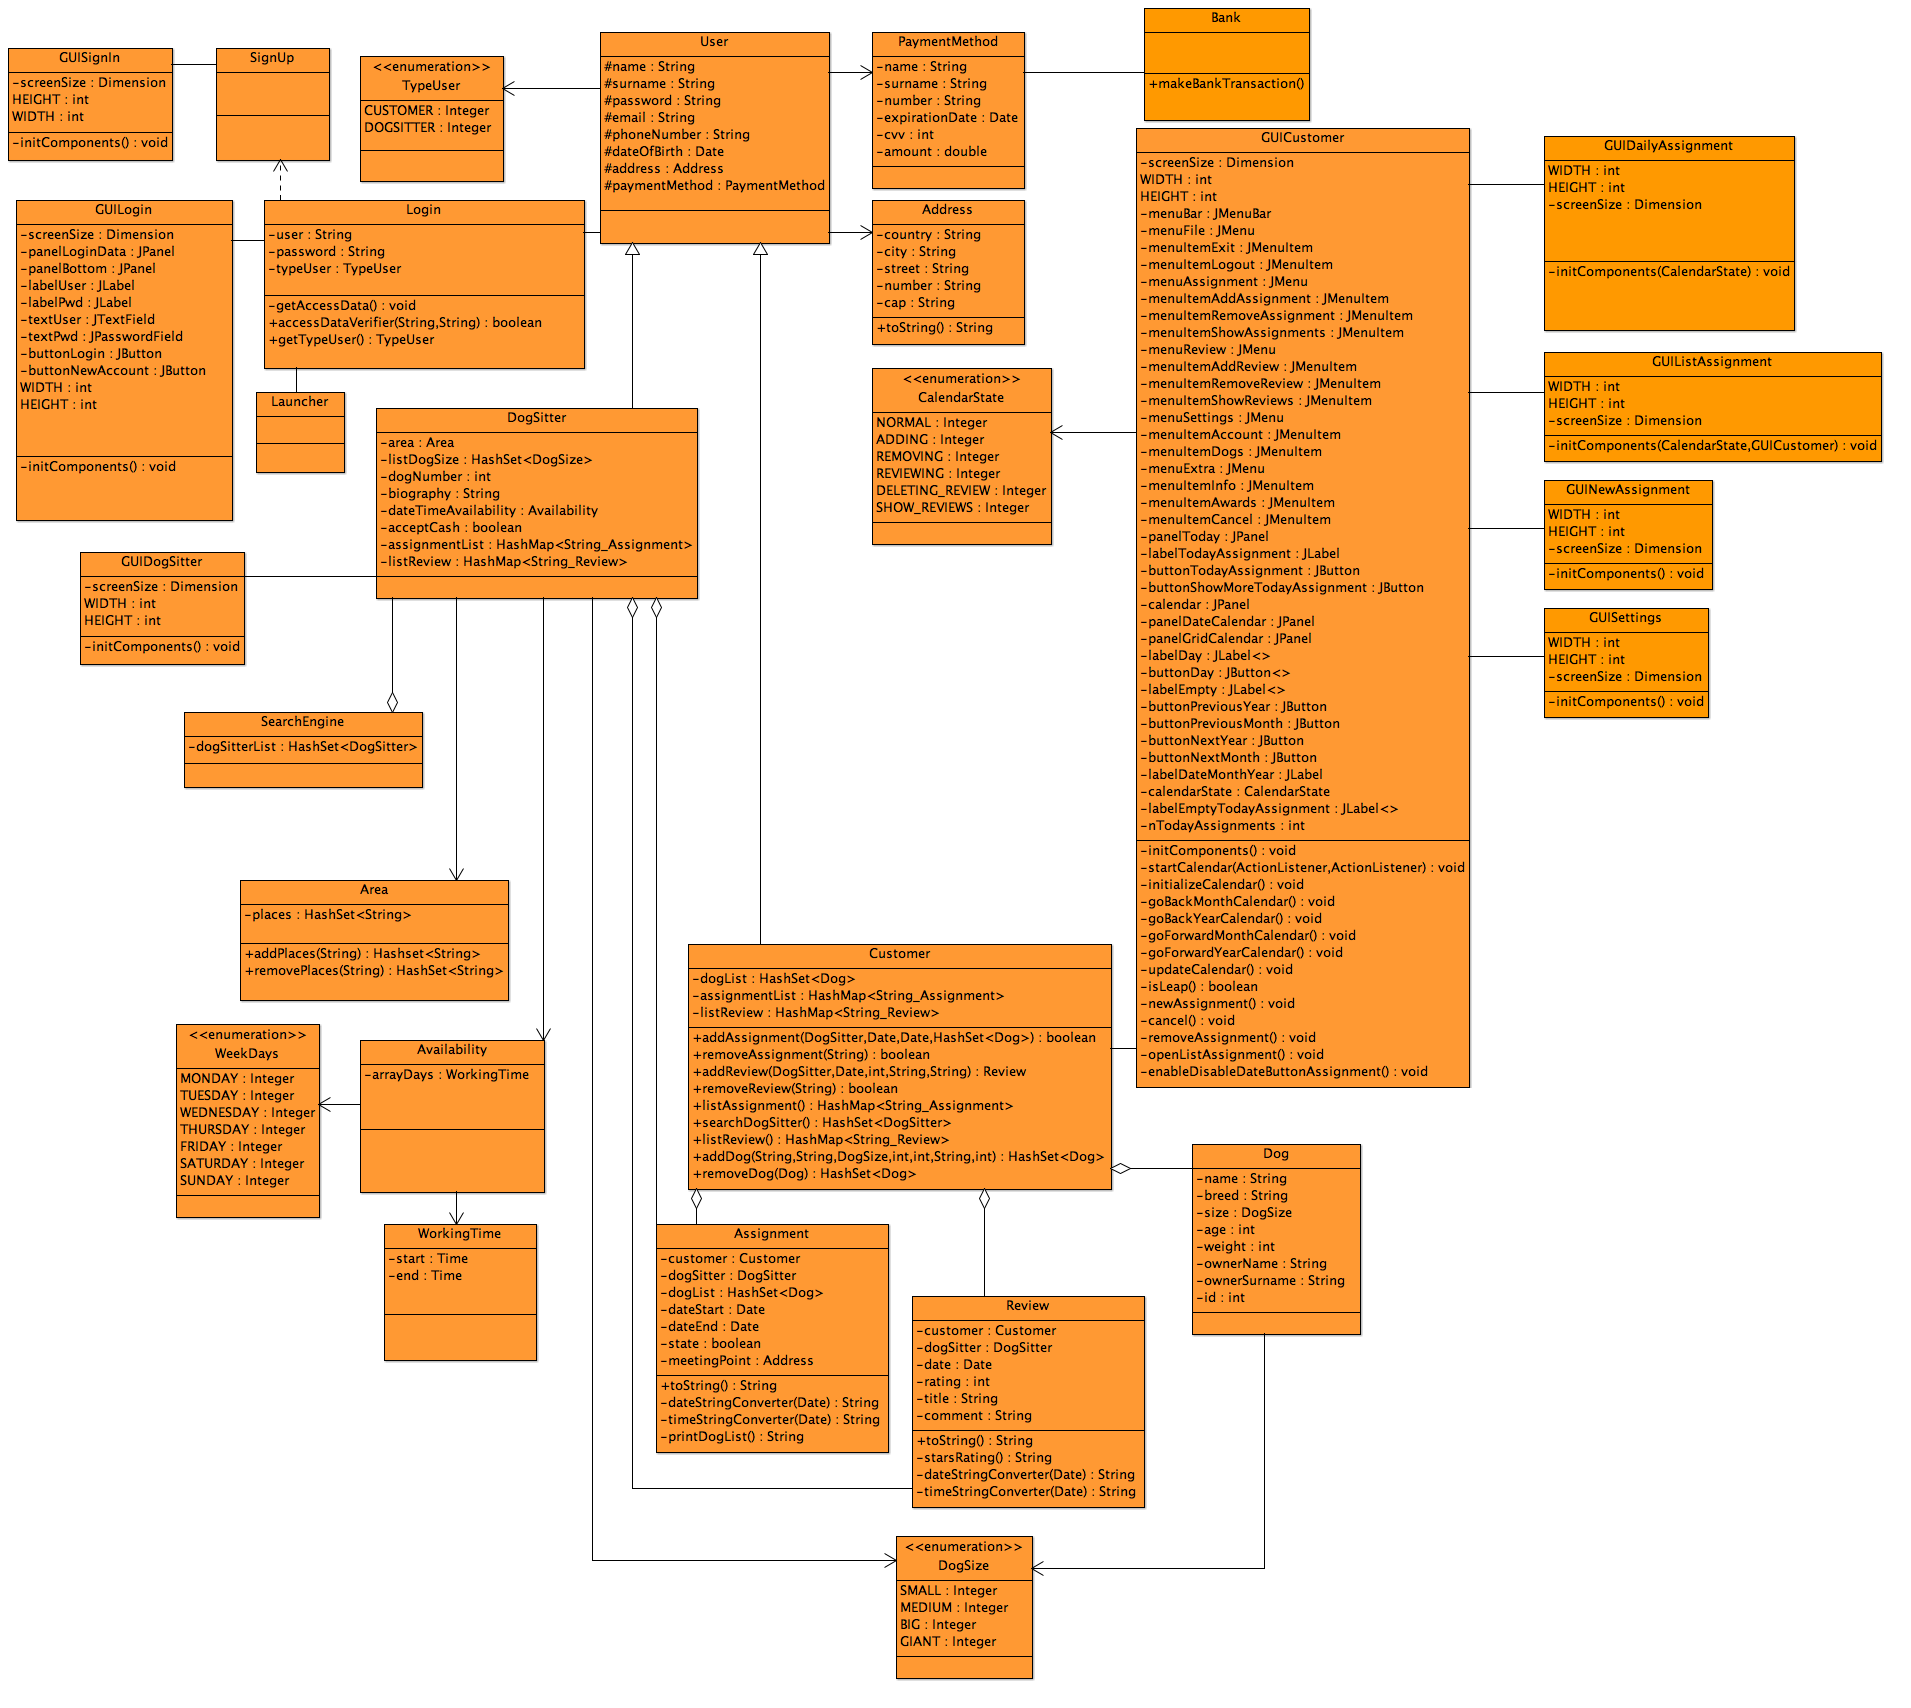 GUISignIn
-screenSize : Dimension
HEIGHT : int
WIDTH : int
-initComponents() : void
SignUp
<<enumeration>>
TypeUser
CUSTOMER : Integer
DOGSITTER : Integer
User
#name : String
#surname : String
#password : String
#email : String
#phoneNumber : String
#dateOfBirth : Date
#address : Address
#paymentMethod : PaymentMethod
PaymentMethod
-name : String
-surname : String
-number : String
-expirationDate : Date
-cvv : int
-amount : double
Bank
+makeBankTransaction()
GUILogin
-screenSize : Dimension
-panelLoginData : JPanel
-panelBottom : JPanel
-labelUser : JLabel
-labelPwd : JLabel
-textUser : JTextField
-textPwd : JPasswordField
-buttonLogin : JButton
-buttonNewAccount : JButton
WIDTH : int
HEIGHT : int
-initComponents() : void
Login
-user : String
-password : String
-typeUser : TypeUser
-getAccessData() : void
+accessDataVerifier(String,String) : boolean
+getTypeUser() : TypeUser
Launcher
Address
-country : String
-city : String
-street : String
-number : String
-cap : String
+toString() : String
<<enumeration>>
CalendarState
NORMAL : Integer
ADDING : Integer
REMOVING : Integer
REVIEWING : Integer
DELETING_REVIEW : Integer
SHOW_REVIEWS : Integer
GUICustomer
-screenSize : Dimension
WIDTH : int
HEIGHT : int
-menuBar : JMenuBar
-menuFile : JMenu
-menuItemExit : JMenuItem
-menuItemLogout : JMenuItem
-menuAssignment : JMenu
-menuItemAddAssignment : JMenuItem
-menuItemRemoveAssignment : JMenuItem
-menuItemShowAssignments : JMenuItem
-menuReview : JMenu
-menuItemAddReview : JMenuItem
-menuItemRemoveReview : JMenuItem
-menuItemShowReviews : JMenuItem
-menuSettings : JMenu
-menuItemAccount : JMenuItem
-menuItemDogs : JMenuItem
-menuExtra : JMenu
-menuItemInfo : JMenuItem
-menuItemAwards : JMenuItem
-menuItemCancel : JMenuItem
-panelToday : JPanel
-labelTodayAssignment : JLabel
-buttonTodayAssignment : JButton
-buttonShowMoreTodayAssignment : JButton
-calendar : JPanel
-panelDateCalendar : JPanel
-panelGridCalendar : JPanel
-labelDay : JLabel<>
-buttonDay : JButton<>
-labelEmpty : JLabel<>
-buttonPreviousYear : JButton
-buttonPreviousMonth : JButton
-buttonNextYear : JButton
-buttonNextMonth : JButton
-labelDateMonthYear : JLabel
-calendarState : CalendarState
-labelEmptyTodayAssignment : JLabel<>
-nTodayAssignments : int
-initComponents() : void
-startCalendar(ActionListener,ActionListener) : void
-initializeCalendar() : void
-goBackMonthCalendar() : void
-goBackYearCalendar() : void
-goForwardMonthCalendar() : void
-goForwardYearCalendar() : void
-updateCalendar() : void
-isLeap() : boolean
-newAssignment() : void
-cancel() : void
-removeAssignment() : void
-openListAssignment() : void
-enableDisableDateButtonAssignment() : void
GUIDailyAssignment
WIDTH : int
HEIGHT : int
-screenSize : Dimension
-initComponents(CalendarState) : void
GUIListAssignment
WIDTH : int
HEIGHT : int
-screenSize : Dimension
-initComponents(CalendarState,GUICustomer) : void
GUINewAssignment
WIDTH : int
HEIGHT : int
-screenSize : Dimension
-initComponents() : void
GUISettings
WIDTH : int
HEIGHT : int
-screenSize : Dimension
-initComponents() : void
DogSitter
-area : Area
-listDogSize : HashSet<DogSize>
-dogNumber : int
-biography : String
-dateTimeAvailability : Availability
-acceptCash : boolean
-assignmentList : HashMap<String_Assignment>
-listReview : HashMap<String_Review>
GUIDogSitter
-screenSize : Dimension
WIDTH : int
HEIGHT : int
-initComponents() : void
SearchEngine
-dogSitterList : HashSet<DogSitter>
Area
-places : HashSet<String>
+addPlaces(String) : Hashset<String>
+removePlaces(String) : HashSet<String>
<<enumeration>>
WeekDays
MONDAY : Integer
TUESDAY : Integer
WEDNESDAY : Integer
THURSDAY : Integer
FRIDAY : Integer
SATURDAY : Integer
SUNDAY : Integer
Availability
-arrayDays : WorkingTime
WorkingTime
-start : Time
-end : Time
Customer
-dogList : HashSet<Dog>
-assignmentList : HashMap<String_Assignment>
-listReview : HashMap<String_Review>
+addAssignment(DogSitter,Date,Date,HashSet<Dog>) : boolean
+removeAssignment(String) : boolean
+addReview(DogSitter,Date,int,String,String) : Review
+removeReview(String) : boolean
+listAssignment() : HashMap<String_Assignment>
+searchDogSitter() : HashSet<DogSitter>
+listReview() : HashMap<String_Review>
+addDog(String,String,DogSize,int,int,String,int) : HashSet<Dog>
+removeDog(Dog) : HashSet<Dog>
Dog
-name : String
-breed : String
-size : DogSize
-age : int
-weight : int
-ownerName : String
-ownerSurname : String
-id : int
Assignment
-customer : Customer
-dogSitter : DogSitter
-dogList : HashSet<Dog>
-dateStart : Date
-dateEnd : Date
-state : boolean
-meetingPoint : Address
+toString() : String
-dateStringConverter(Date) : String
-timeStringConverter(Date) : String
-printDogList() : String
Review
-customer : Customer
-dogSitter : DogSitter
-date : Date
-rating : int
-title : String
-comment : String
+toString() : String
-starsRating() : String
-dateStringConverter(Date) : String
-timeStringConverter(Date) : String
<<enumeration>>
DogSize
SMALL : Integer
MEDIUM : Integer
BIG : Integer
GIANT : Integer